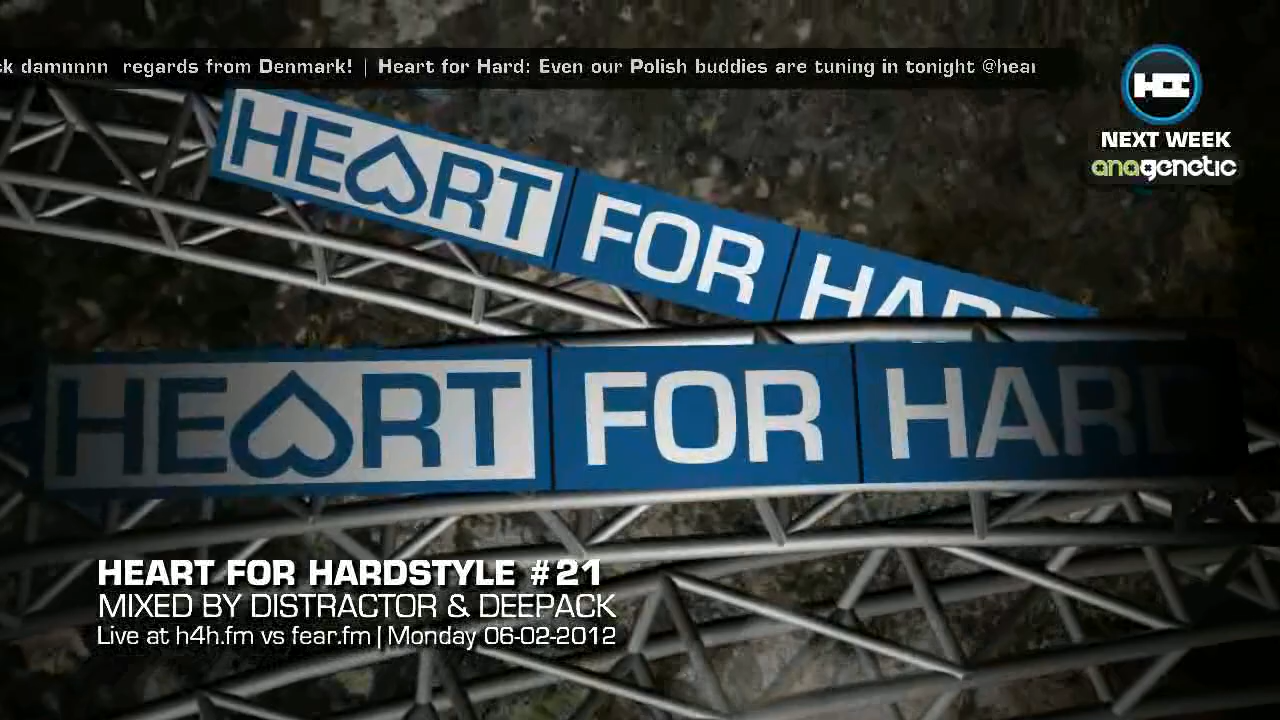 damnnnn regards from Denmark! | Heart for Hard: Even our Polish buddies are tuning in tonight
HI
NEXT WEEK
anagenetic
HEART FOR HARD
HEART FOR HARD
HEART FOR HARDSTYLE #21
MIXED BY DISTRACTOR & DEEPACK
Live at h4h.fm vs fear.fm | Monday 06-02-2012